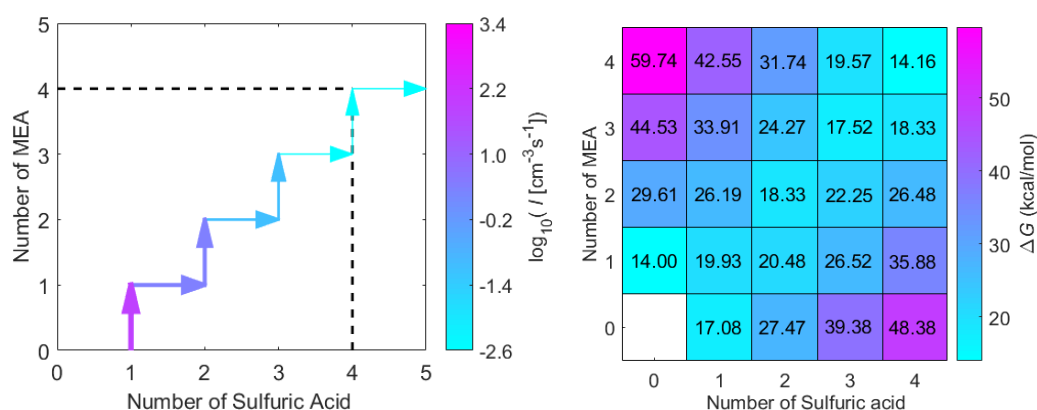 5
4
3
2
1
0
Number of MEA
0 1 2 3 4 5
Number of Sulfuric Acid
3.4
2.2
1.0
-0.2
-1.4
-2.6
log10( I [cm-3s-1])
4 59.74 42.55 31.74 19.57 14.16
3 44.53 33.91 24.27 17.52 18.33
2 29.61 26.19 18.33 22.25 26.48
1 14.00 19.93 20.48 26.52 35.88
0 17.08 27.47 39.38 48.38
Number of MEA
0 1 2 3 4
Number of Sulfuric acid
50
40
30
20
ΔG (kcal/mol)